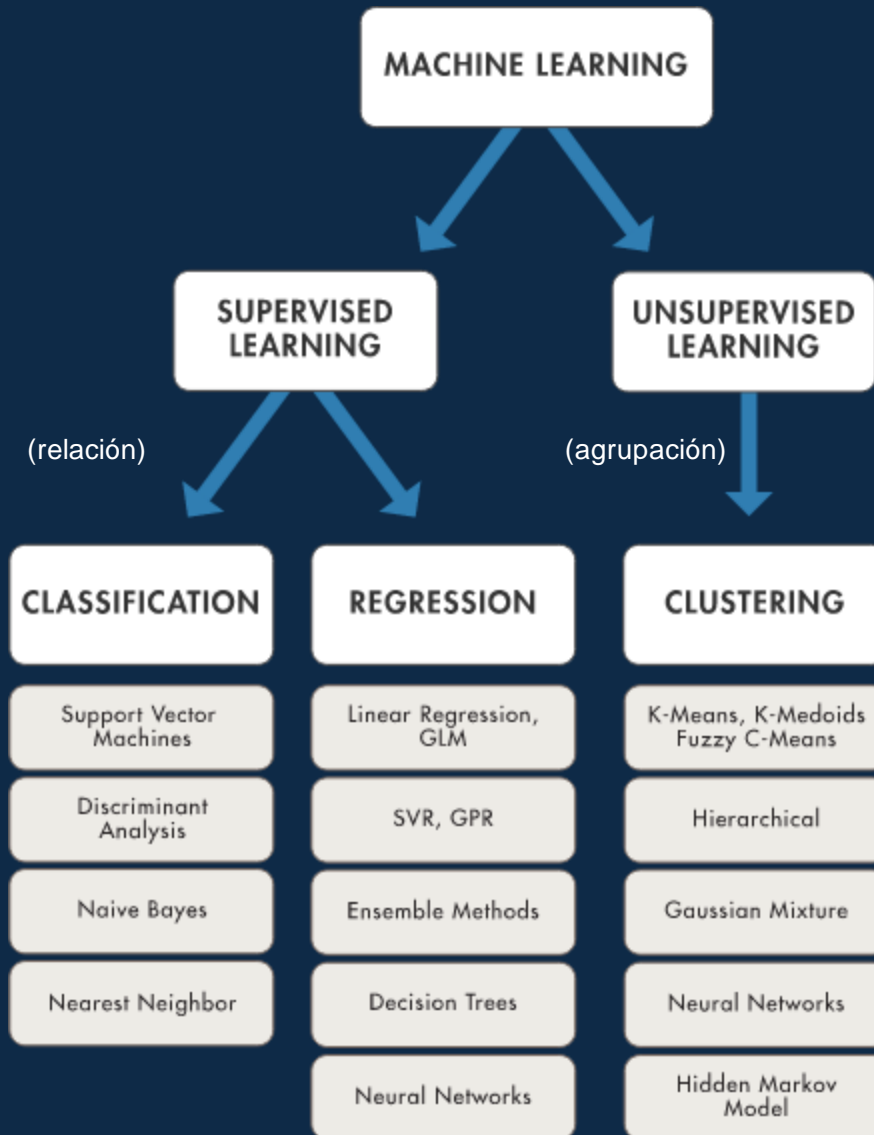 MACHINE LEARNING
SUPERVISED
LEARNING
UNSUPERVISED
LEARNING
(relación)
(agrupación)
CLASSIFICATION
REGRESSION
CLUSTERING
Support Vector
Machines
Linear Regression,
GLM
K-Means, K-Medoids
Fuzzy C-Means
Discriminant
Analysis
SVR, GPR
Hierarchical
Naive Bayes
Ensemble Methods
Gaussian Mixture
Nearest Neighbor
Decision Trees
Neural Networks
Neural Networks
Hidden Markov
Model